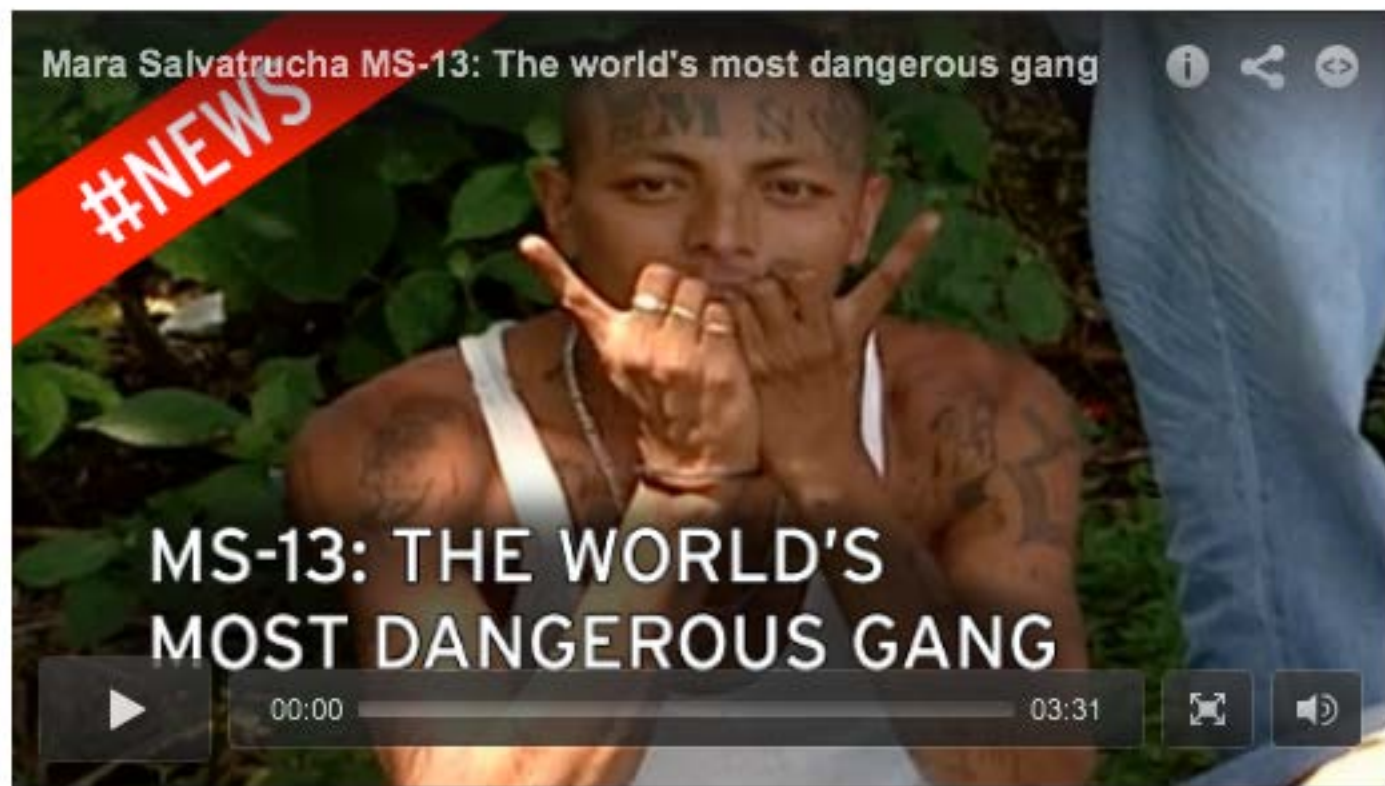 Mara Salvatrucha MS-13: The world's most dangerous gang
#NEWS
MS-13: THE WORLD'S
MOST DANGEROUS GANG
00:00
03:31